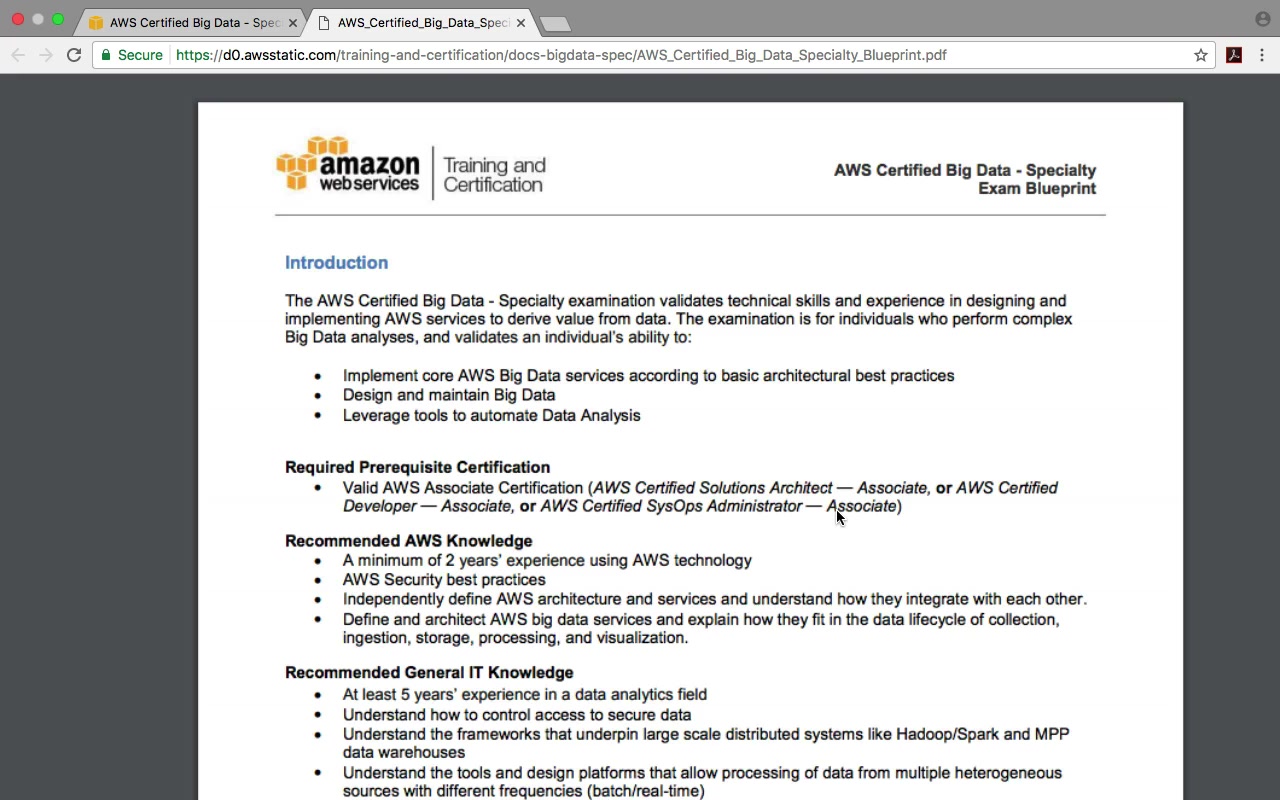 AWS Certified Big Data - Spec
AWS_Certified_Big_Data_Speci
Secure https://d0.awsstatic.com/training-and-certification/docs-bigdata-spec/AWS_Certified_Big_Data_Specialty_Blueprint.pdf
amazon
webservices
Training and
Certification
AWS Certified Big Data - Specialty
Exam Blueprint
Introduction
The AWS Certified Big Data - Specialty examination validates technical skills and experience in designing and
implementing AWS services to derive value from data. The examination is for individuals who perform complex
Big Data analyses, and validates an individual's ability to:
• Implement core AWS Big Data services according to basic architectural best practices
• Design and maintain Big Data
• Leverage tools to automate Data Analysis
Required Prerequisite Certification
• Valid AWS Associate Certification (AWS Certified Solutions Architect — Associate, or AWS Certified
Developer — Associate, or AWS Certified SysOps Administrator — Associate)
Recommended AWS Knowledge
• A minimum of 2 years' experience using AWS technology
• AWS Security best practices
• Independently define AWS architecture and services and understand how they integrate with each other.
• Define and architect AWS big data services and explain how they fit in the data lifecycle of collection,
ingestion, storage, processing, and visualization.
Recommended General IT Knowledge
• At least 5 years' experience in a data analytics field
• Understand how to control access to secure data
• Understand the frameworks that underpin large scale distributed systems like Hadoop/Spark and MPP
data warehouses
• Understand the tools and design platforms that allow processing of data from multiple heterogeneous
sources with different frequencies (batch/real-time)